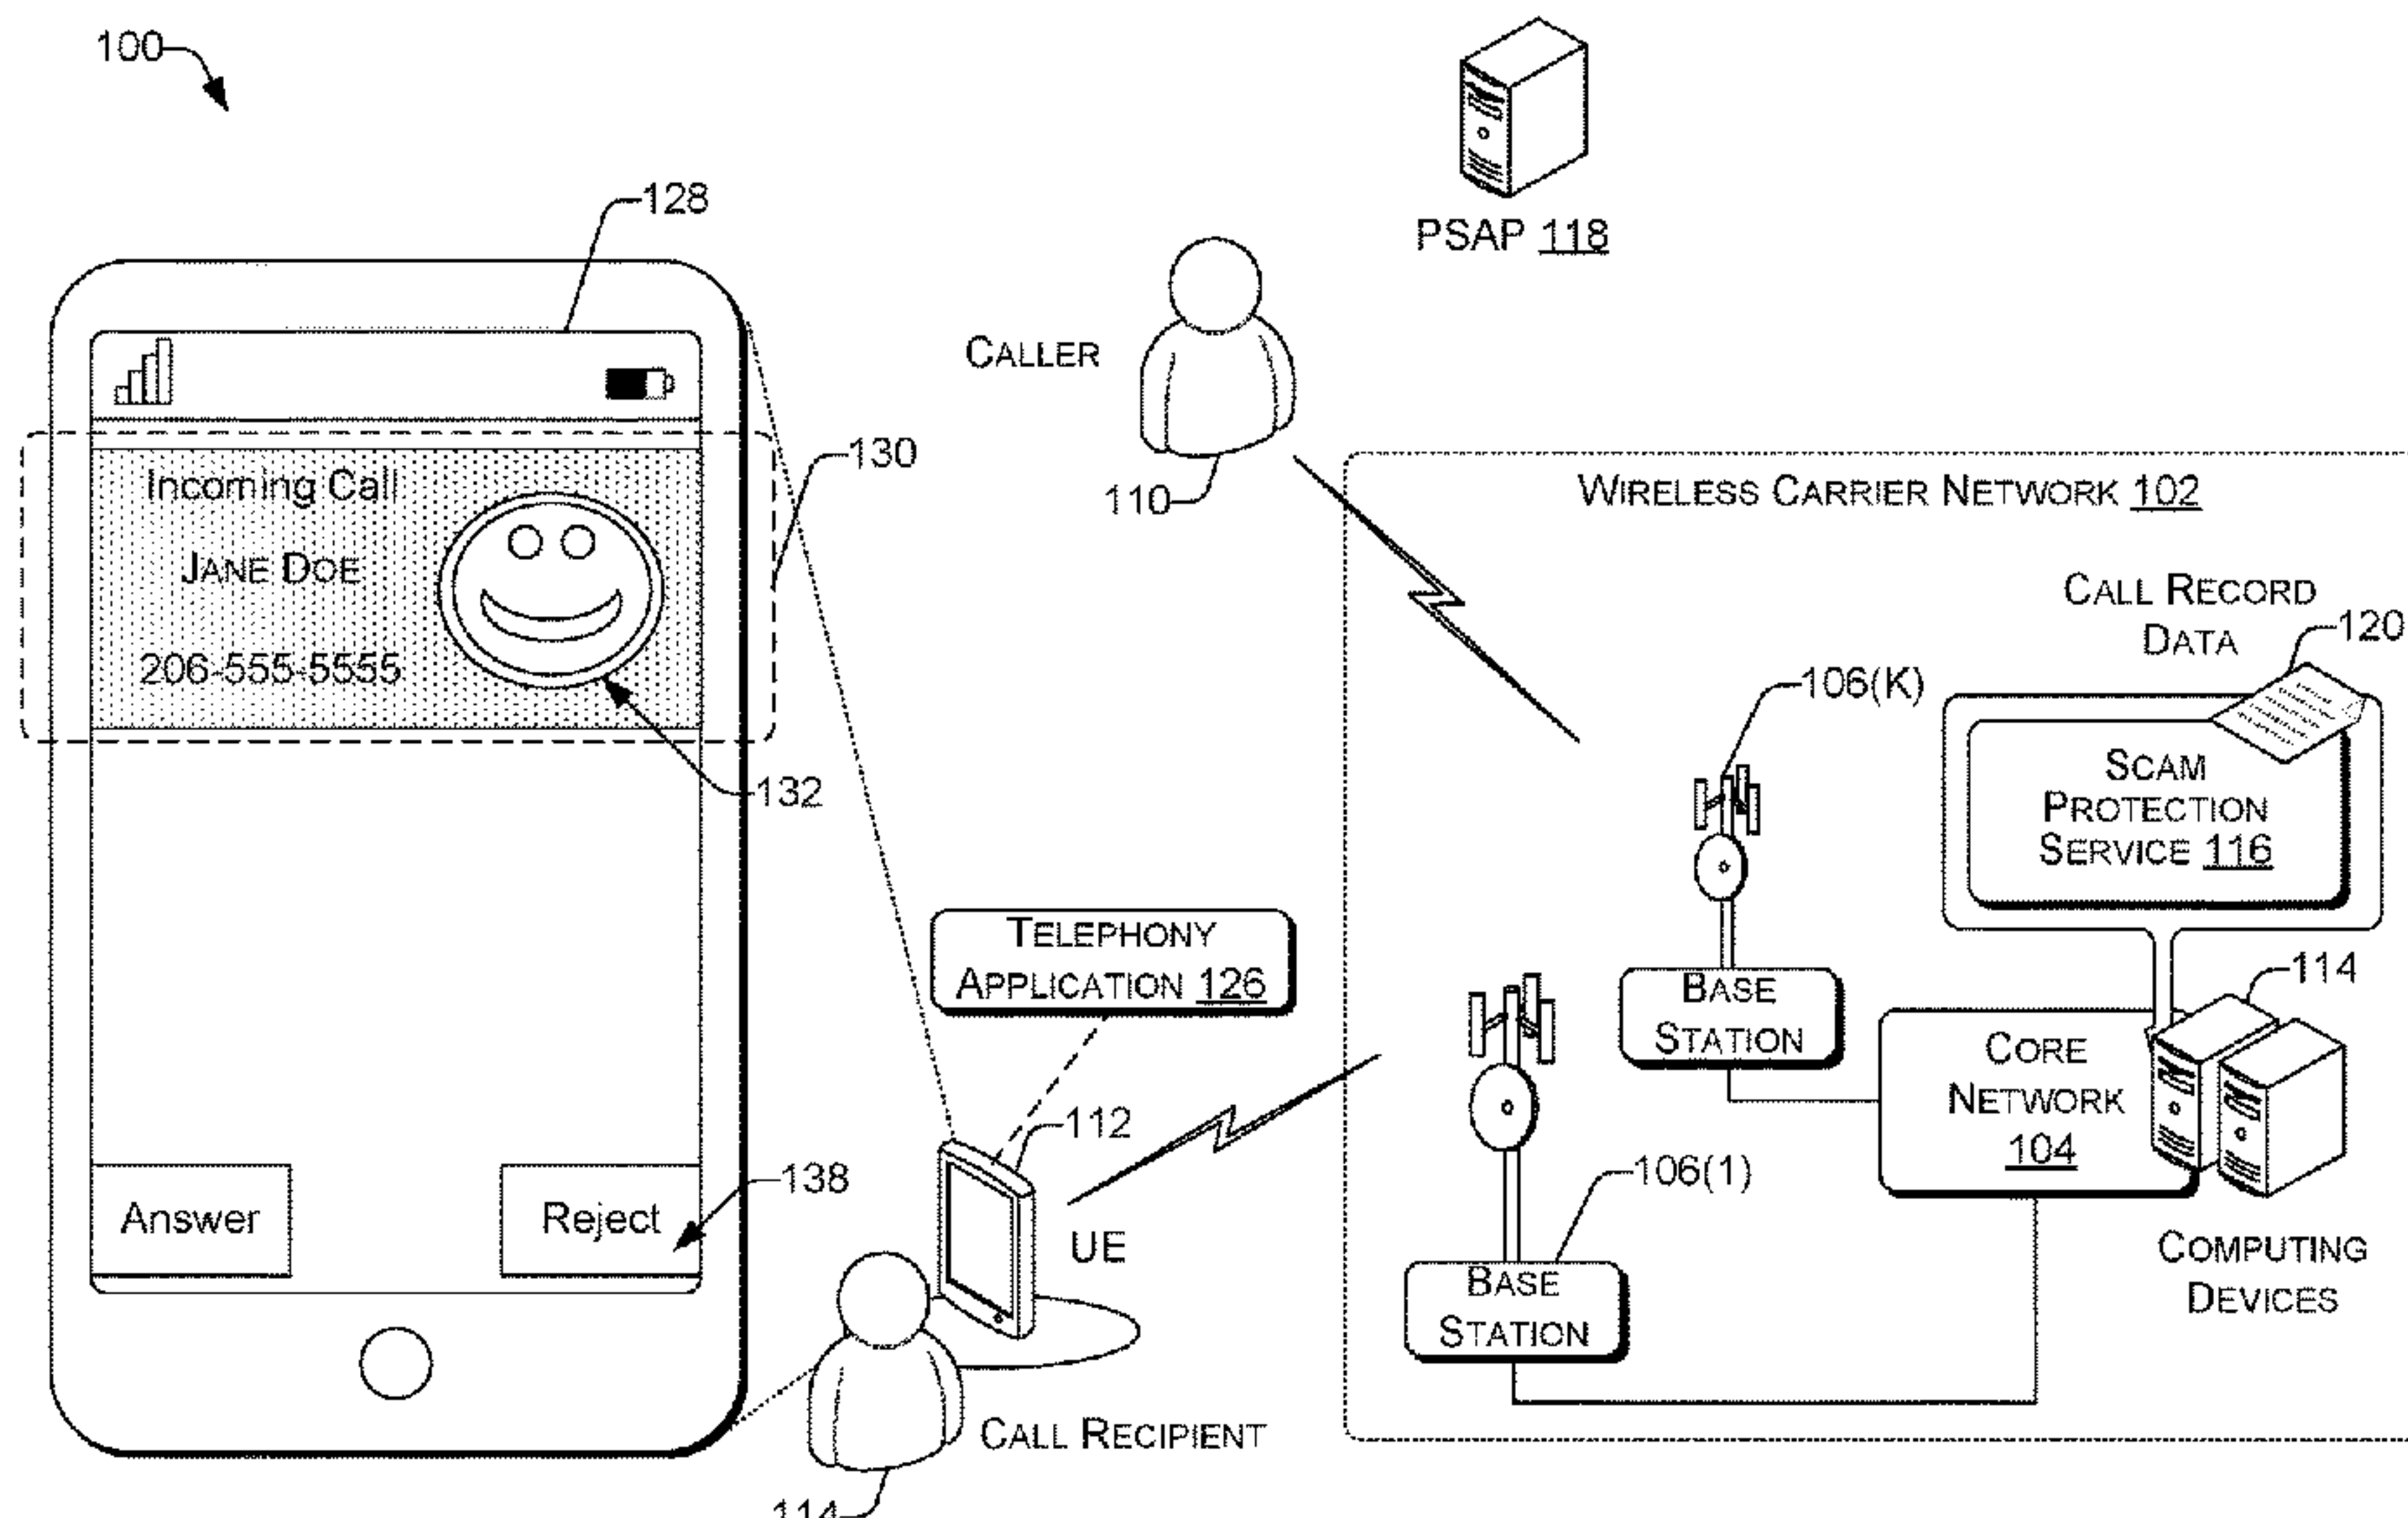 100
PSAP 118
128
CALLER
110
130
Incoming Call
JANE DOE
206-555-5555
132
WIRELESS CARRIER NETWORK 102
CALL RECORD
DATA
120
106(K)
SCAM
PROTECTION
SERVICE 116
TELEPHONY
APPLICATION 126
BASE
STATION
114
CORE
NETWORK
104
112
UE
106(1)
138
Answer
Reject
BASE
STATION
COMPUTING
DEVICES
CALL RECIPIENT
114